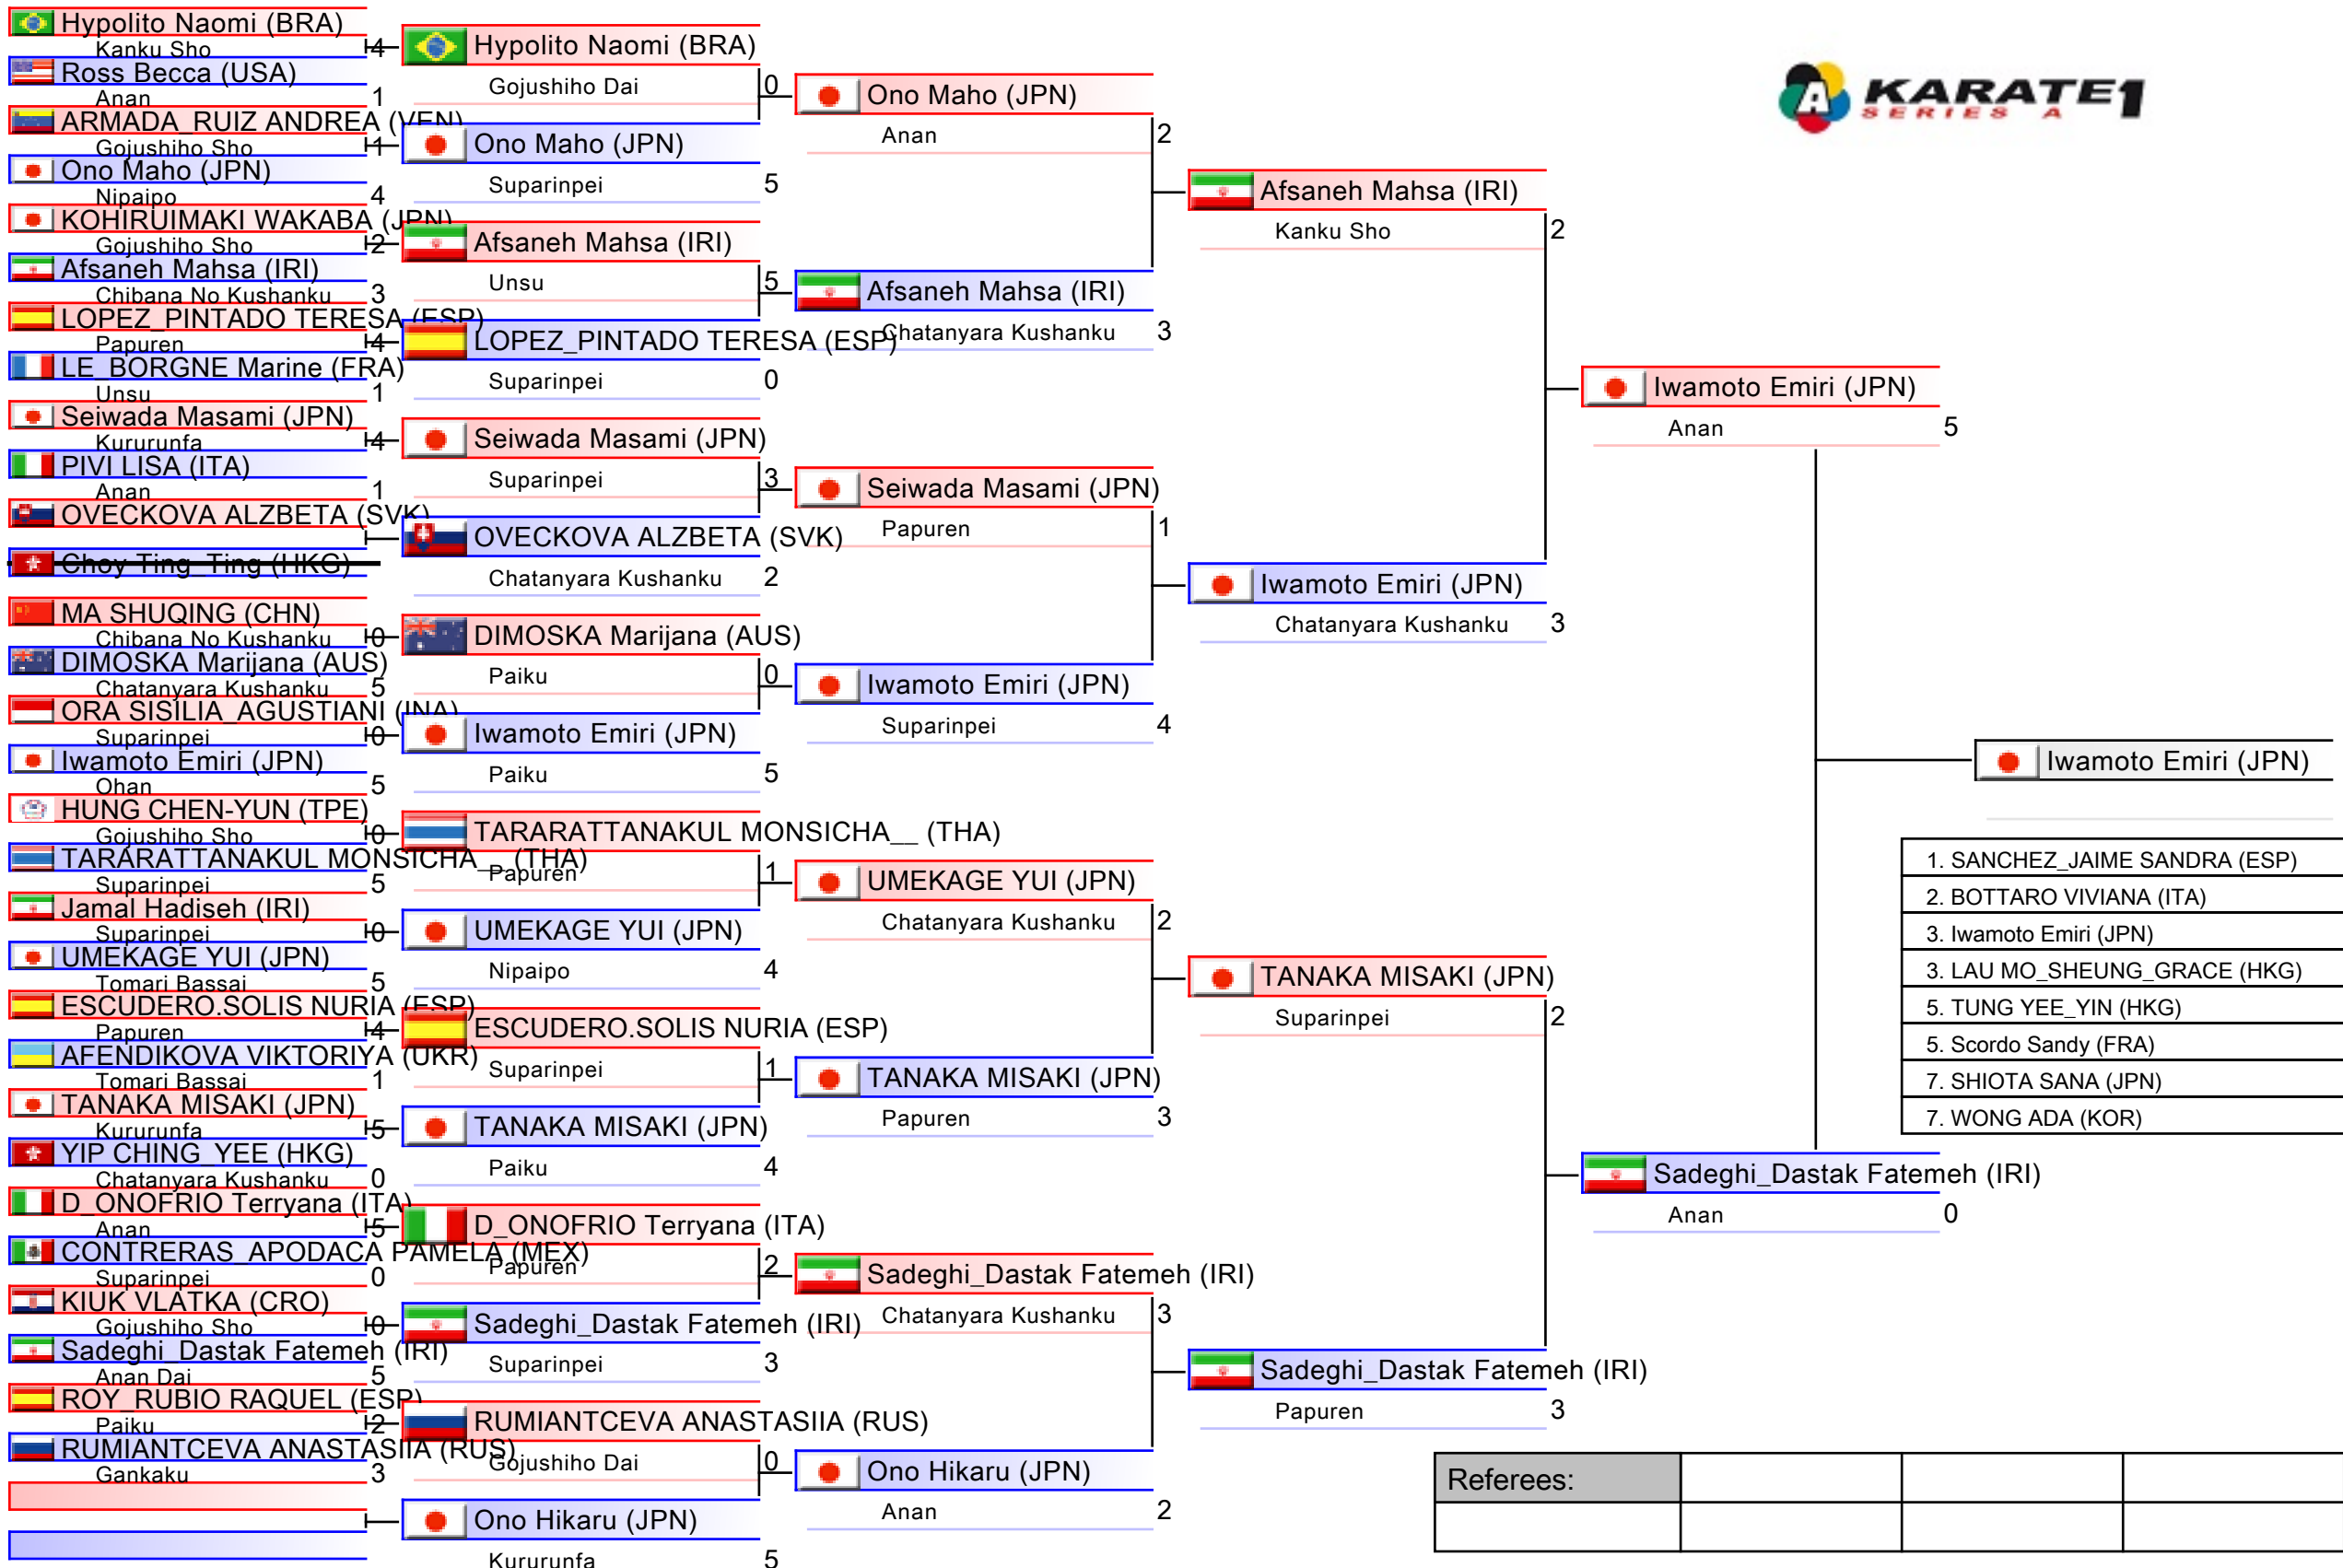 Hypolito Naomi (BRA)
Kanku Sho 4
Ross Becca (USA)
Anan 1
ARMADA_RUIZ ANDREA (VEN)
Gojushiho Sho 1
Ono Maho (JPN)
Nipaipo 4
KOHIRUIMAKI WAKABA (JPN)
Gojushiho Sho 2
Afsaneh Mahsa (IRI)
Chibana No Kushanku 3
LOPEZ_PINTADO TERESA (ESP)
Papuren 4
LE_BORGNE Marine (FRA)
Unsu 1
Seiwada Masami (JPN)
Kururunfa 4
PIVI LISA (ITA)
Anan 1
OVECKOVA ALZBETA (SVK)
Choy Ting_Ting (HKG)
MA SHUQING (CHN)
Chibana No Kushanku 0
DIMOSKA Marijana (AUS)
Chatanyara Kushanku 5
ORA SISILIA_AGUSTIANI (INA)
Suparinpei 0
Iwamoto Emiri (JPN)
Ohan 5
HUNG CHEN-YUN (TPE)
Gojushiho Sho 0
TARARATTANAKUL MONSICHA__ (THA)
Suparinpei 5
Jamal Hadiseh (IRI)
Suparinpei 0
UMEKAGE YUI (JPN)
Tomari Bassai 5
ESCUDERO.SOLIS NURIA (ESP)
Papuren 4
AFENDIKOVA VIKTORIYA (UKR)
Tomari Bassai 1
TANAKA MISAKI (JPN)
Kururunfa 5
YIP CHING_YEE (HKG)
Chatanyara Kushanku 0
D_ONOFRIO Terryana (ITA)
Anan 5
CONTRERAS_APODACA PAMELA (MEX)
Suparinpei 0
KIUK VLATKA (CRO)
Gojushiho Sho 0
Sadeghi_Dastak Fatemeh (IRI)
Anan Dai 5
ROY_RUBIO RAQUEL (ESP)
Paiku 2
RUMIANTCEVA ANASTASIIA (RUS)
Gankaku 3
Hypolito Naomi (BRA)
Gojushiho Dai 0
Ono Maho (JPN)
Suparinpei 5
Afsaneh Mahsa (IRI)
Unsu 5
LOPEZ_PINTADO TERESA (ESP)
Suparinpei 0
Seiwada Masami (JPN)
Suparinpei 3
OVECKOVA ALZBETA (SVK)
Chatanyara Kushanku 2
DIMOSKA Marijana (AUS)
Paiku 0
Iwamoto Emiri (JPN)
Paiku 5
TARARATTANAKUL MONSICHA__ (THA)
Papuren 1
UMEKAGE YUI (JPN)
Nipaipo 4
ESCUDERO.SOLIS NURIA (ESP)
Suparinpei 1
TANAKA MISAKI (JPN)
Paiku 4
D_ONOFRIO Terryana (ITA)
Papuren 2
Sadeghi_Dastak Fatemeh (IRI)
Suparinpei 3
RUMIANTCEVA ANASTASIIA (RUS)
Gojushiho Dai 0
Ono Hikaru (JPN)
Kururunfa 5
Ono Maho (JPN)
Anan 2
Afsaneh Mahsa (IRI)
Chatanyara Kushanku 3
Seiwada Masami (JPN)
Papuren 1
Iwamoto Emiri (JPN)
Suparinpei 4
UMEKAGE YUI (JPN)
Chatanyara Kushanku 2
TANAKA MISAKI (JPN)
Papuren 3
Sadeghi_Dastak Fatemeh (IRI)
Chatanyara Kushanku 3
Ono Hikaru (JPN)
Anan 2
Afsaneh Mahsa (IRI)
Kanku Sho 2
Iwamoto Emiri (JPN)
Chatanyara Kushanku 3
TANAKA MISAKI (JPN)
Suparinpei 2
Sadeghi_Dastak Fatemeh (IRI)
Papuren 3
Iwamoto Emiri (JPN)
Anan 5
Sadeghi_Dastak Fatemeh (IRI)
Anan 0
A KARATE1
SERIES A
Iwamoto Emiri (JPN)
1. SANCHEZ_JAIME SANDRA (ESP)
2. BOTTARO VIVIANA (ITA)
3. Iwamoto Emiri (JPN)
3. LAU MO_SHEUNG_GRACE (HKG)
5. TUNG YEE_YIN (HKG)
5. Scordo Sandy (FRA)
7. SHIOTA SANA (JPN)
7. WONG ADA (KOR)
Referees: